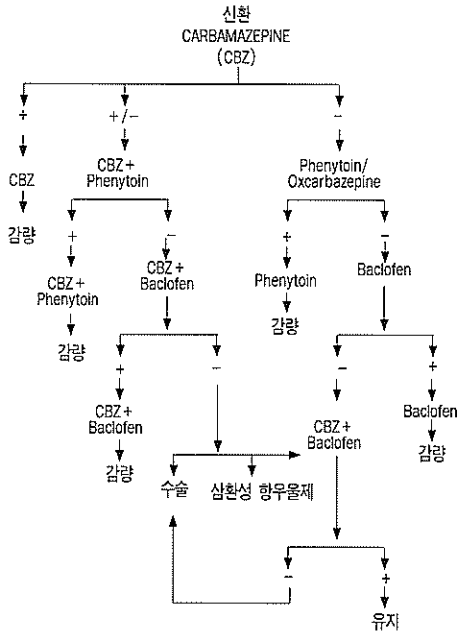 신환
CARBAMAZEPINE
(CBZ)
+
+/−
−
CBZ
감량
CBZ +
Phenytoin
Phenytoin/
Oxcarbazepine
+
−
+
−
CBZ +
Phenytoin
감량
CBZ +
Baclofen
Phenytoin
감량
Baclofen
+
−
−
+
CBZ +
Baclofen
감량
CBZ +
Baclofen
Baclofen
감량
수술
삼환성 항우울제
−
+
유지